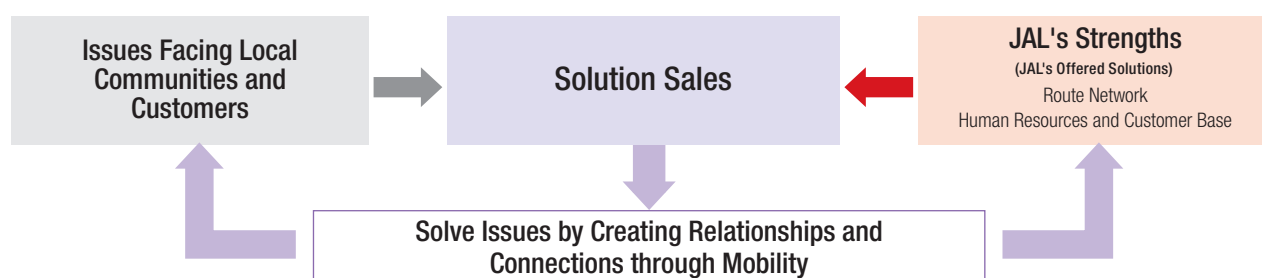 Issues Facing Local
Communities and
Customers
Solution Sales
JAL's Strengths
(JAL's Offered Solutions)
Route Network
Human Resources and Customer Base
Solve Issues by Creating Relationships and
Connections through Mobility